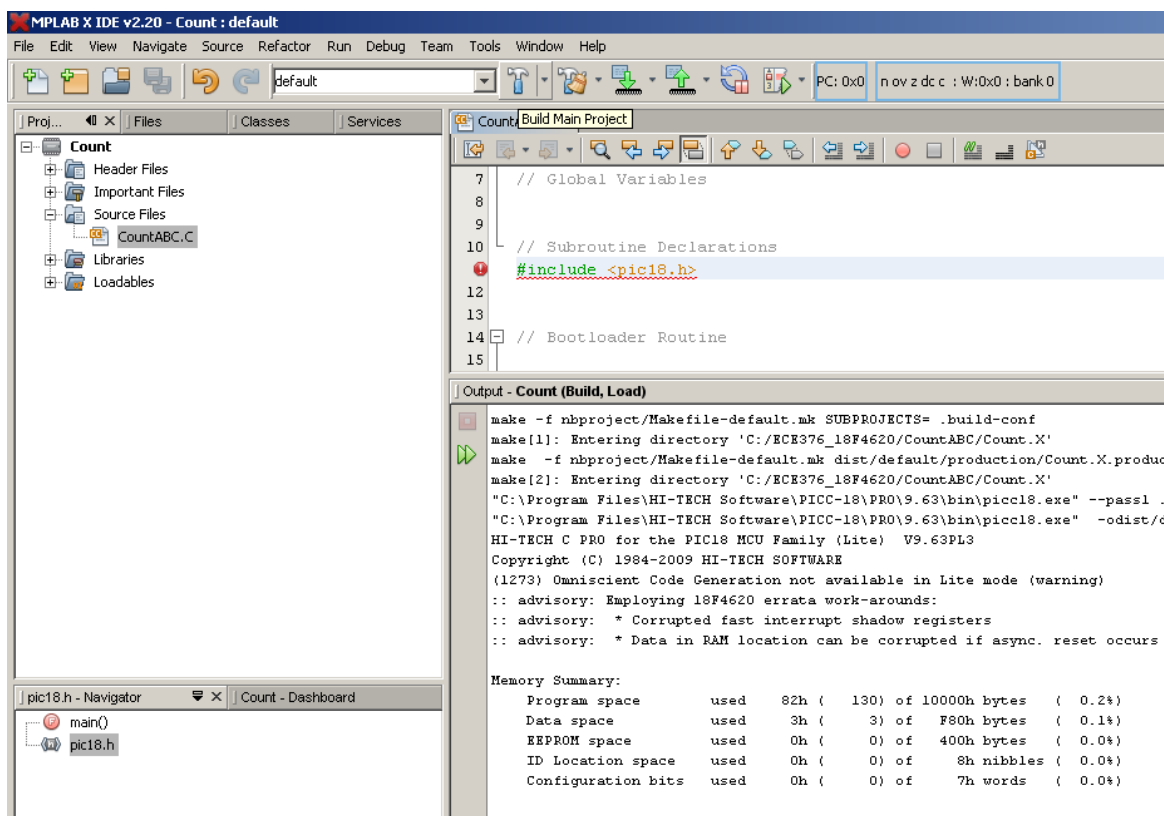 MPLAB X IDE v2.20 - Count : default
File Edit View Navigate Source Refactor Run Debug Team Tools Window Help
default
PC: 0x0
n ov z dc c : W:0x0 : bank 0
Proj...
Files
Classes
Services
Count
Header Files
Important Files
Source Files
CountABC.C
Libraries
Loadables
Build Main Project
7 // Global Variables
8
9
10 // Subroutine Declarations
#include <pic18.h>
12
13
14 // Bootloader Routine
15
Output - Count (Build, Load)
make -f nbproject/Makefile-default.mk SUBPROJECTS= .build-conf
make[1]: Entering directory 'C:/ECE376_18F4620/CountABC/Count.X'
make  -f nbproject/Makefile-default.mk dist/default/production/Count.X.produc
make[2]: Entering directory 'C:/ECE376_18F4620/CountABC/Count.X'
"C:\Program Files\HI-TECH Software\PICC-18\PRO\9.63\bin\picc18.exe" --pass1 .
"C:\Program Files\HI-TECH Software\PICC-18\PRO\9.63\bin\picc18.exe"  -odist/d
HI-TECH C PRO for the PIC18 MCU Family (Lite)  V9.63PL3
Copyright (C) 1984-2009 HI-TECH SOFTWARE
(1273) Omniscient Code Generation not available in Lite mode (warning)
:: advisory: Employing 18F4620 errata work-arounds:
:: advisory:  * Corrupted fast interrupt shadow registers
:: advisory:  * Data in RAM location can be corrupted if async. reset occurs
Memory Summary:
Program space used 82h ( 130) of 10000h bytes ( 0.2%)
Data space used 3h ( 3) of F80h bytes ( 0.1%)
EEPROM space used 0h ( 0) of 400h bytes ( 0.0%)
ID Location space used 0h ( 0) of 8h nibbles ( 0.0%)
Configuration bits used 0h ( 0) of 7h words ( 0.0%)
pic18.h - Navigator
Count - Dashboard
main()
pic18.h